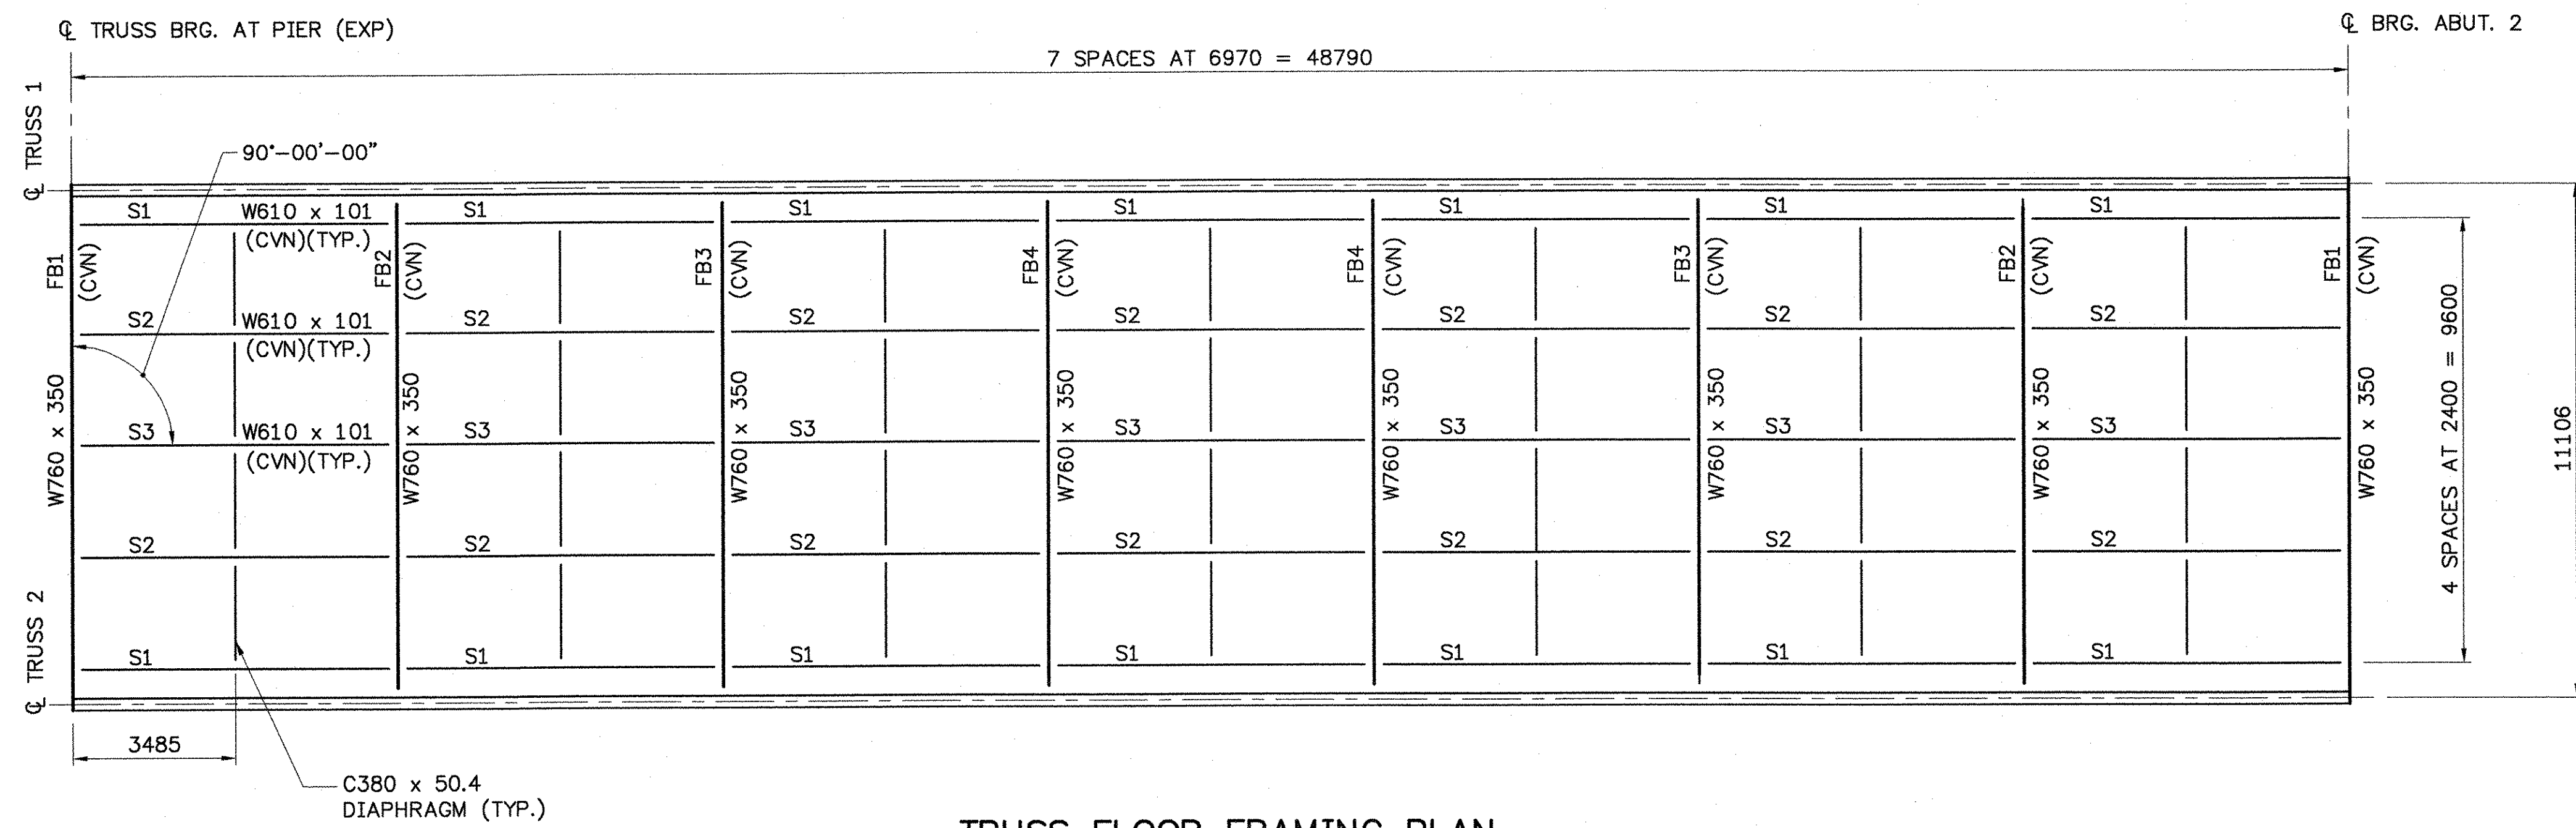 ℄ TRUSS BRG. AT PIER (EXP)
℄ BRG. ABUT. 2
7 SPACES AT 6970 = 48790
℄ TRUSS 1
90°-00'-00"
S1 W610 x 101 S1 S1 S1 S1 S1 S1
(CVN)(TYP.)
FB1 (CVN) FB2 (CVN) FB3 (CVN) FB4 (CVN) FB4 (CVN) FB3 (CVN) FB2 (CVN) FB1 (CVN)
S2 W610 x 101 S2 S2 S2 S2 S2 S2
(CVN)(TYP.)
W760 x 350 W760 x 350 W760 x 350 W760 x 350 W760 x 350 W760 x 350 W760 x 350 W760 x 350
S3 W610 x 101 S3 S3 S3 S3 S3 S3
(CVN)(TYP.)
4 SPACES AT 2400 = 9600
11106
S2 S2 S2 S2 S2 S2 S2
S1 S1 S1 S1 S1 S1 S1
℄ TRUSS 2
3485
C380 x 50.4
DIAPHRAGM (TYP.)
TRUSS FLOOR FRAMING PLAN